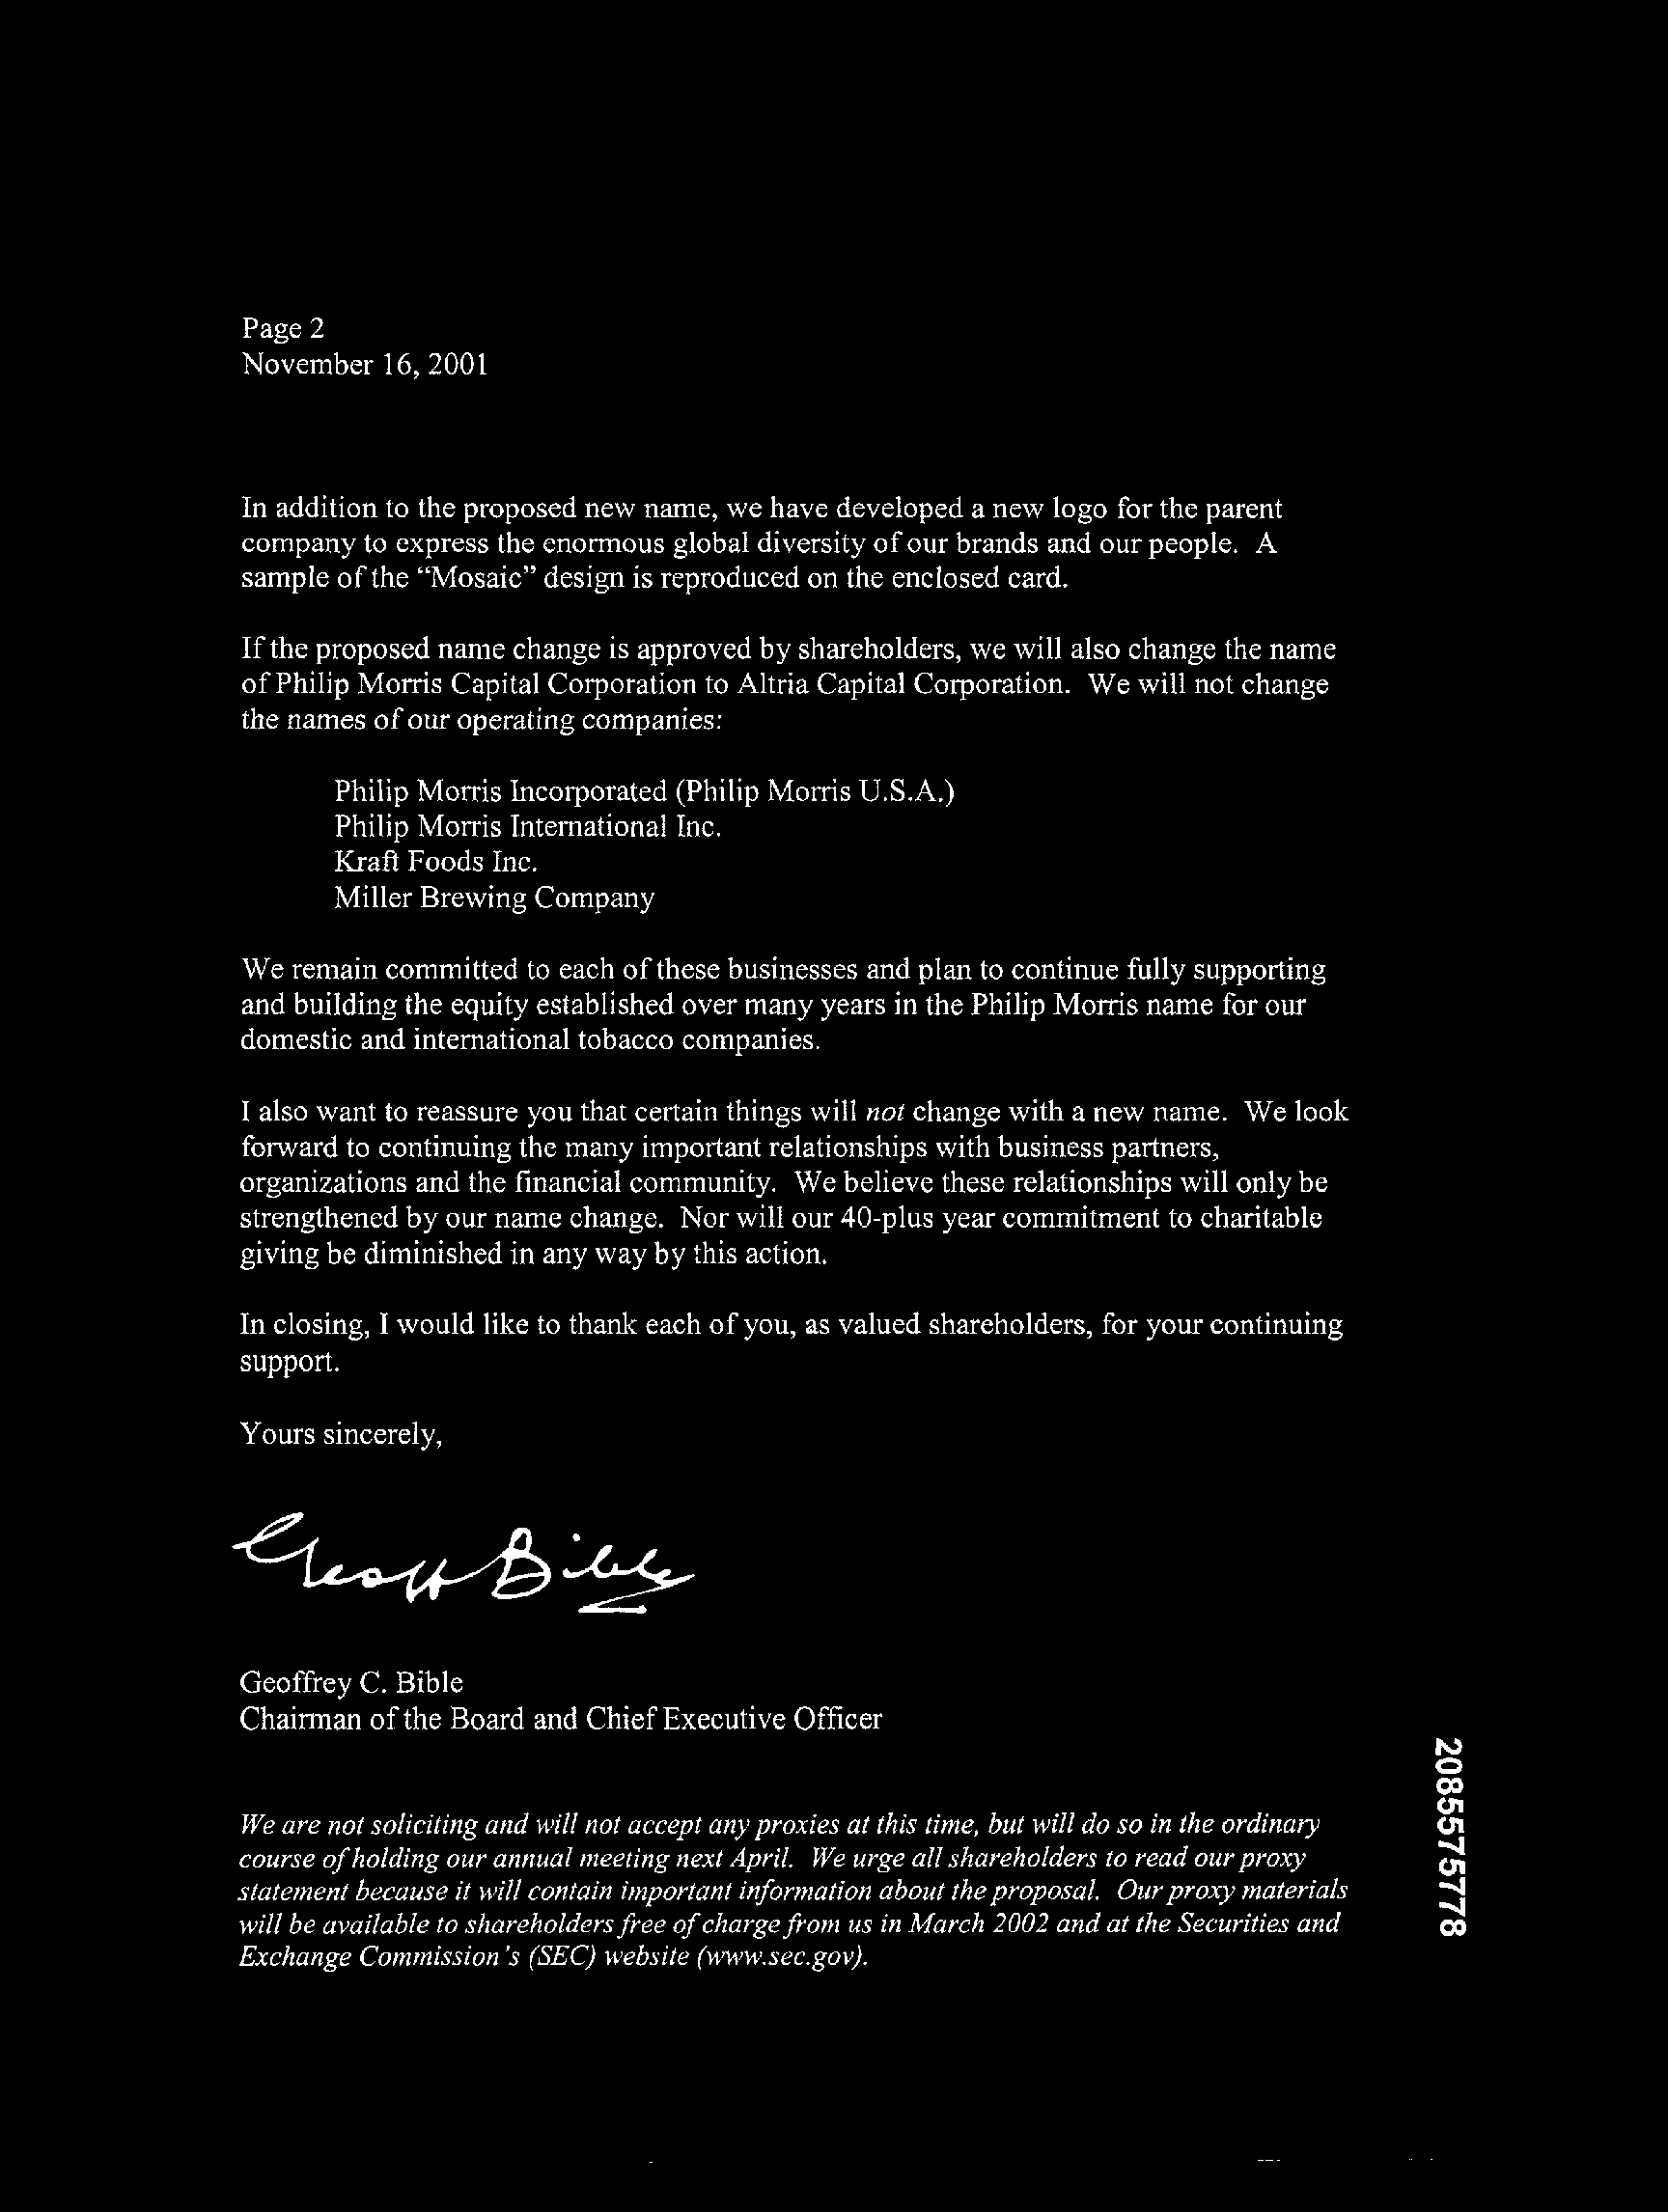 Page 2
November 16, 2001
In addition to the proposed new name, we have developed a new logo for the parent
company to express the enormous global diversity of our brands and our people. A
sample of the “Mosaic” design is reproduced on the enclosed card.
If the proposed name change is approved by shareholders, we will also change the name
of Philip Morris Capital Corporation to Altria Capital Corporation. We will not change
the names of our operating companies:
Philip Morris Incorporated (Philip Morris U.S.A.)
Philip Morris International Inc.
Kraft Foods Inc.
Miller Brewing Company
We remain committed to each of these businesses and plan to continue fully supporting
and building the equity established over many years in the Philip Morris name for our
domestic and international tobacco companies.
I also want to reassure you that certain things will not change with a new name. We look
forward to continuing the many important relationships with business partners,
organizations and the financial community. We believe these relationships will only be
strengthened by our name change. Nor will our 40-plus year commitment to charitable
giving be diminished in any way by this action.
In closing, I would like to thank each of you, as valued shareholders, for your continuing
support.
Yours sincerely,
Geoff Bible
Geoffrey C. Bible
Chairman of the Board and Chief Executive Officer
We are not soliciting and will not accept any proxies at this time, but will do so in the ordinary
course of holding our annual meeting next April. We urge all shareholders to read our proxy
statement because it will contain important information about the proposal. Our proxy materials
will be available to shareholders free of charge from us in March 2002 and at the Securities and
Exchange Commission's (SEC) website (www.sec.gov).
2085575778